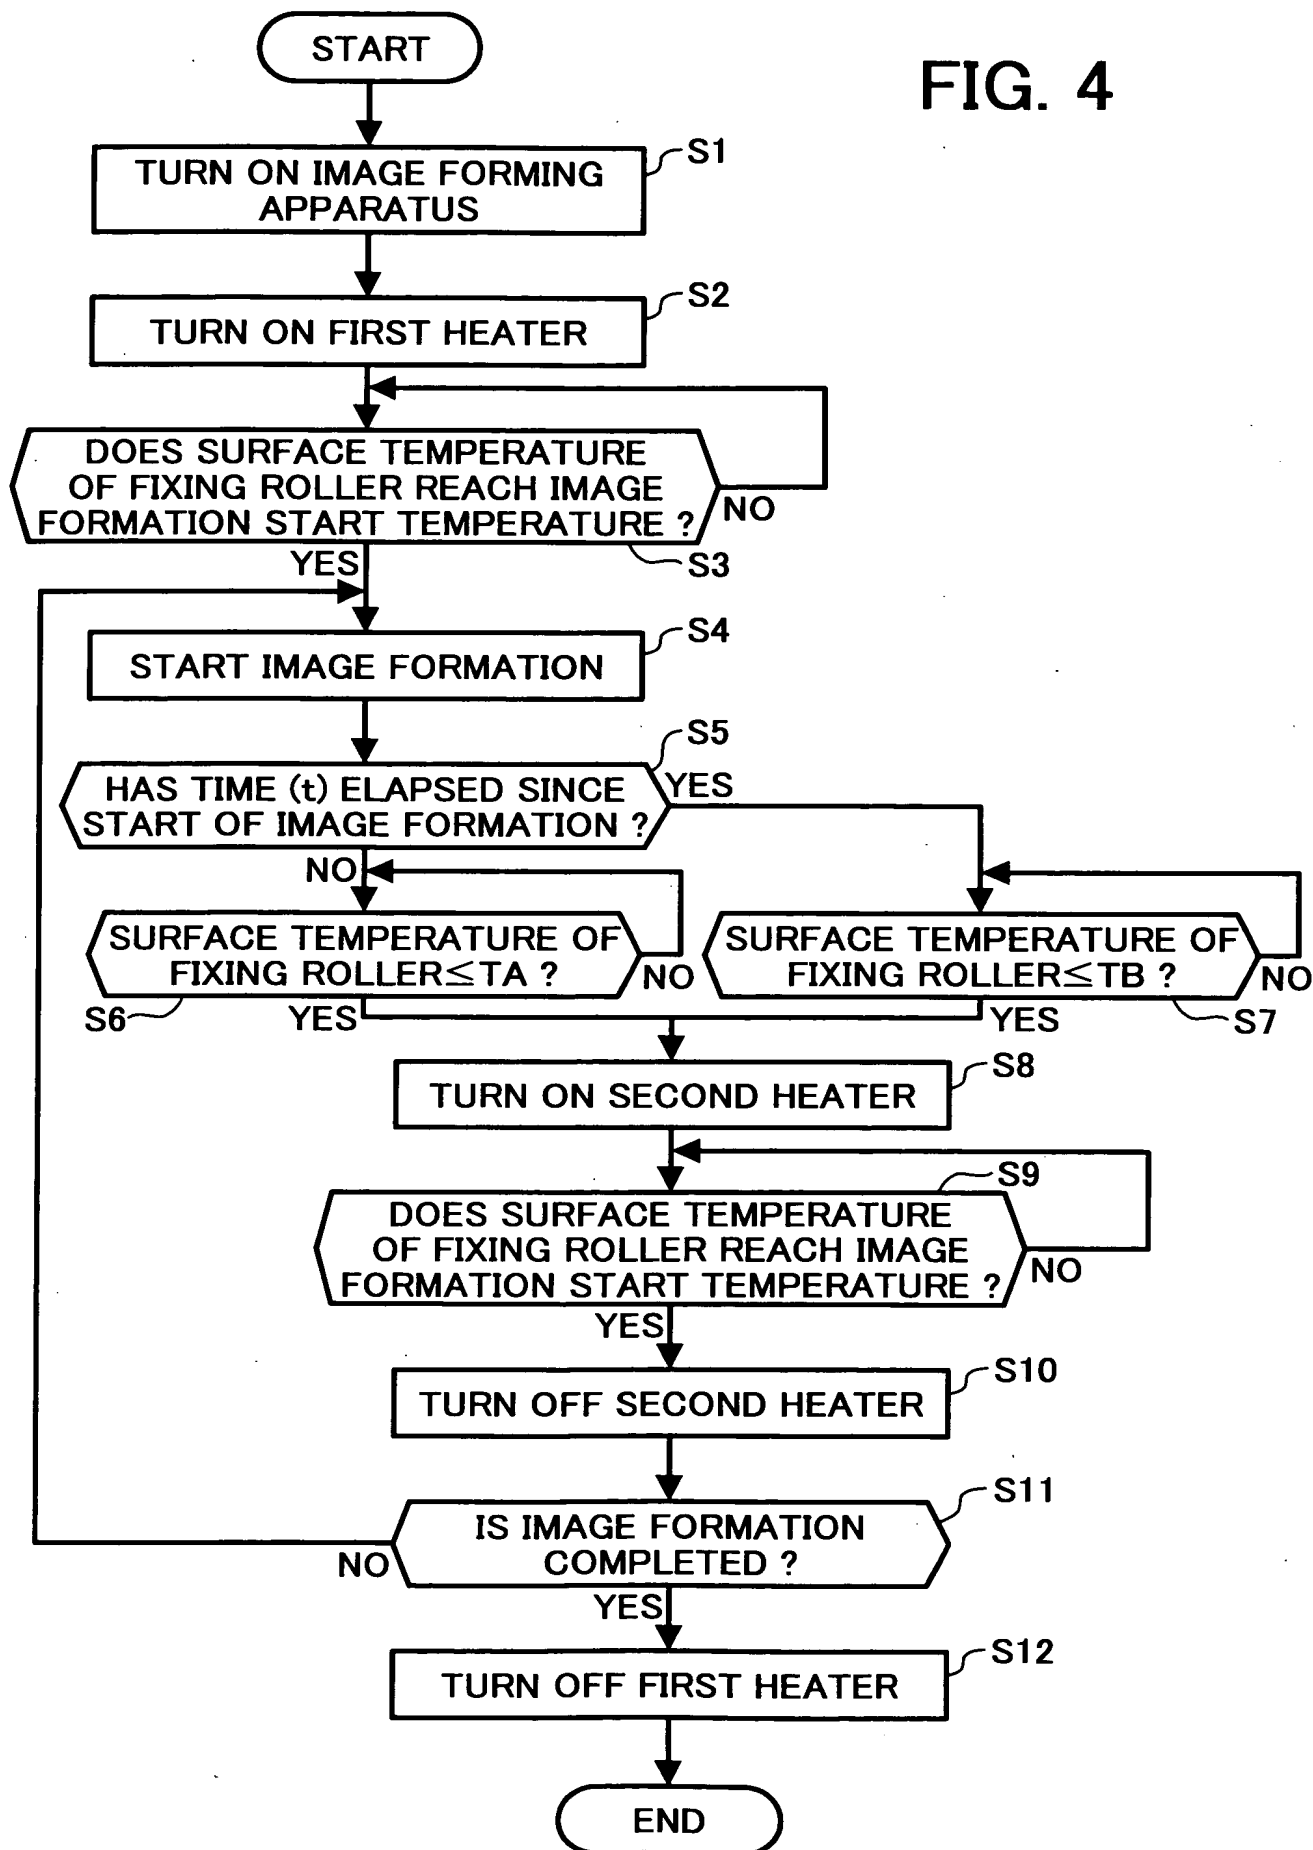 START
FIG. 4
S1
TURN ON IMAGE FORMING
APPARATUS
S2
TURN ON FIRST HEATER
DOES SURFACE TEMPERATURE
OF FIXING ROLLER REACH IMAGE
FORMATION START TEMPERATURE ?
NO
YES
S3
S4
START IMAGE FORMATION
S5
HAS TIME (t) ELAPSED SINCE
START OF IMAGE FORMATION ?
YES
NO
SURFACE TEMPERATURE OF
FIXING ROLLER≦TA ?
NO
S6
YES
SURFACE TEMPERATURE OF
FIXING ROLLER≦TB ?
NO
YES
S7
S8
TURN ON SECOND HEATER
S9
DOES SURFACE TEMPERATURE
OF FIXING ROLLER REACH IMAGE
FORMATION START TEMPERATURE ?
NO
YES
S10
TURN OFF SECOND HEATER
S11
IS IMAGE FORMATION
COMPLETED ?
NO
YES
S12
TURN OFF FIRST HEATER
END